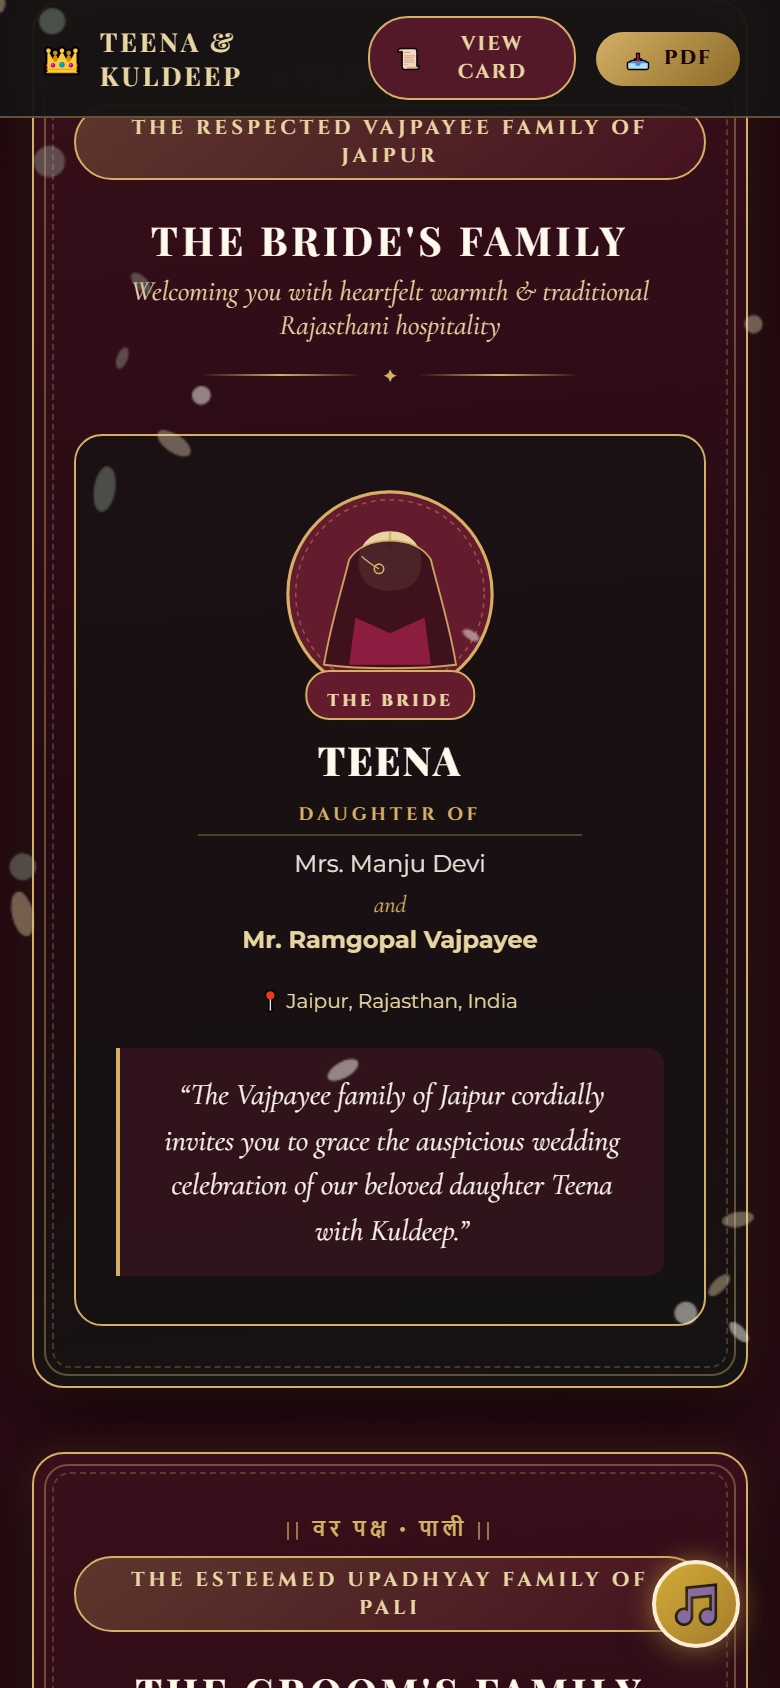 TEENA &
KULDEEP
VIEW
CARD
PDF
THE RESPECTED VAJPAYEE FAMILY OF
JAIPUR
THE BRIDE'S FAMILY
Welcoming you with heartfelt warmth & traditional
Rajasthani hospitality
THE BRIDE
TEENA
DAUGHTER OF
Mrs. Manju Devi
and
Mr. Ramgopal Vajpayee
Jaipur, Rajasthan, India
“The Vajpayee family of Jaipur cordially
invites you to grace the auspicious wedding
celebration of our beloved daughter Teena
with Kuldeep.”
|| वर पक्ष • पाली ||
THE ESTEEMED UPADHYAY FAMILY OF
PALI
THE GROOM'S FAMILY